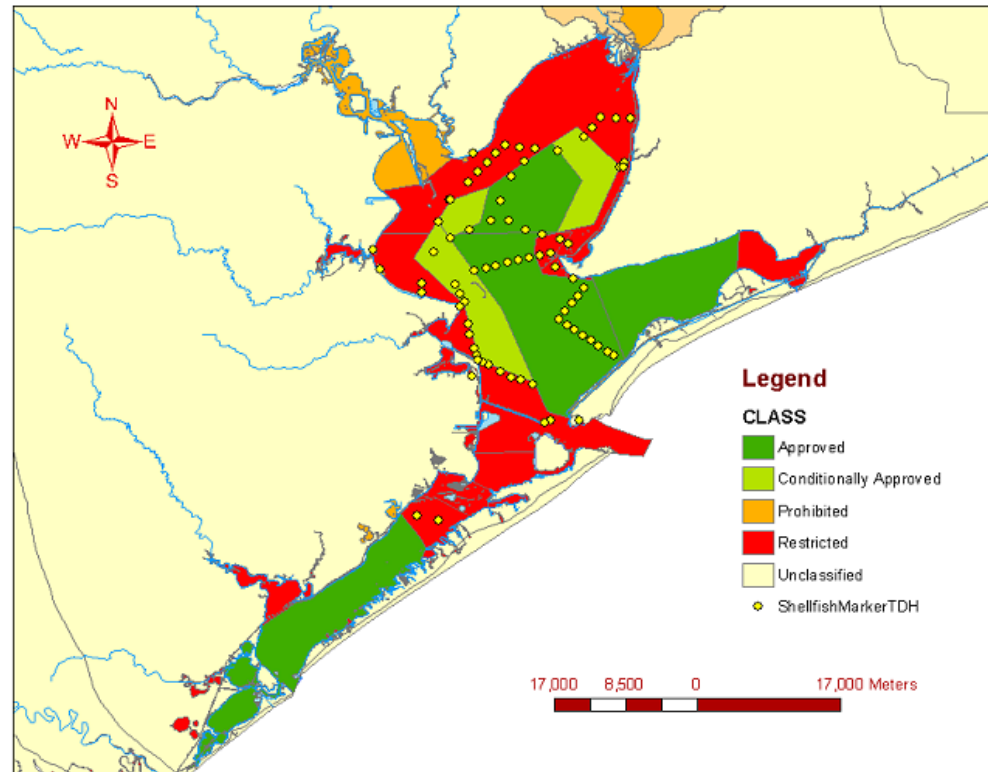 N
W E
S
Legend
CLASS
Approved
Conditionally Approved
Prohibited
Restricted
Unclassified
ShellfishMarkerTDH
17,000 8,500 0 17,000 Meters